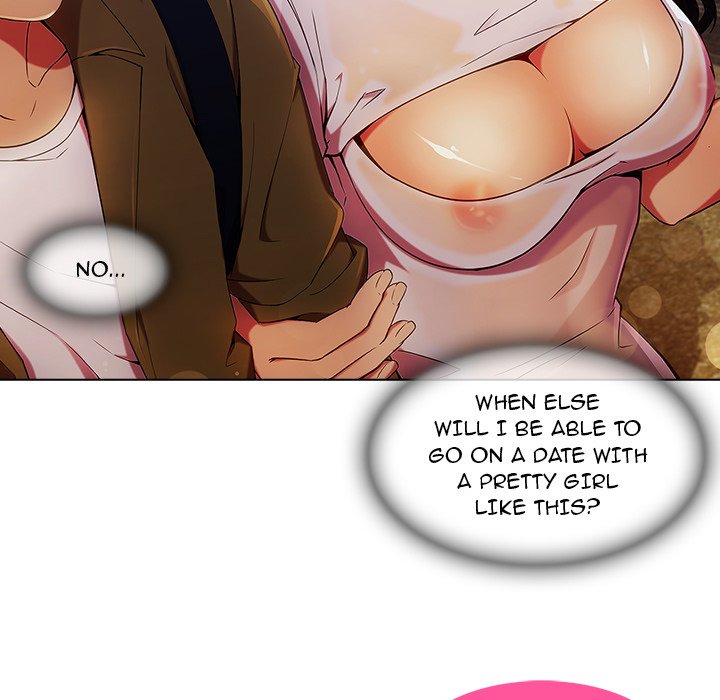 NO...
WHEN ELSE
WILL I BE ABLE TO
GO ON A DATE WITH
A PRETTY GIRL
LIKE THIS?